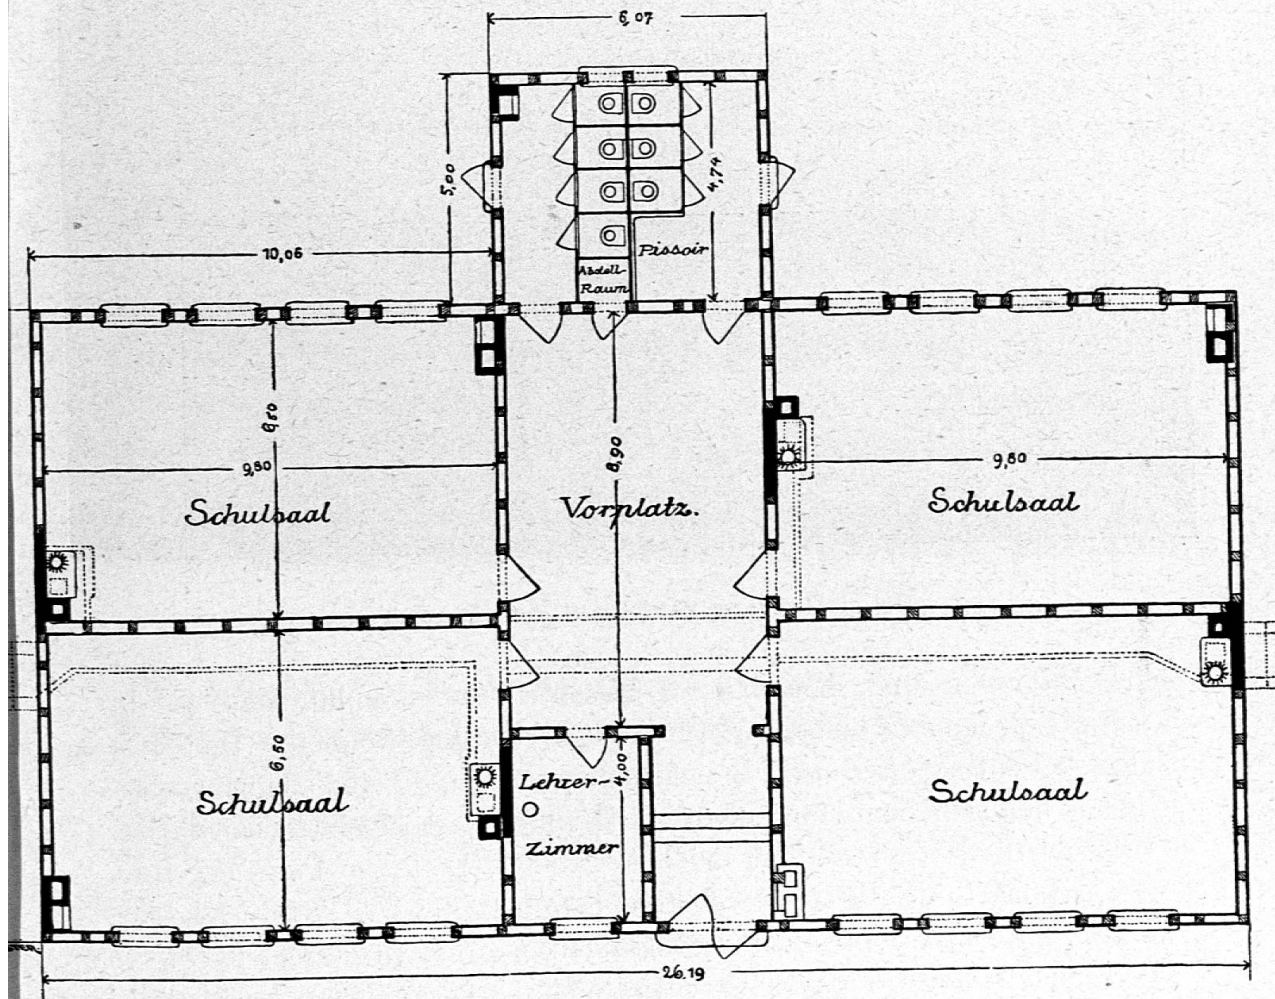 6,07
5,00
4,74
10,06
Pissoir
Abstell-
Raum
6,50
8,90
9,80
9,80
Schulsaal
Vorplatz.
Schulsaal
6,50
4,00
Lehrer-
Zimmer
Schulsaal
Schulsaal
26.19